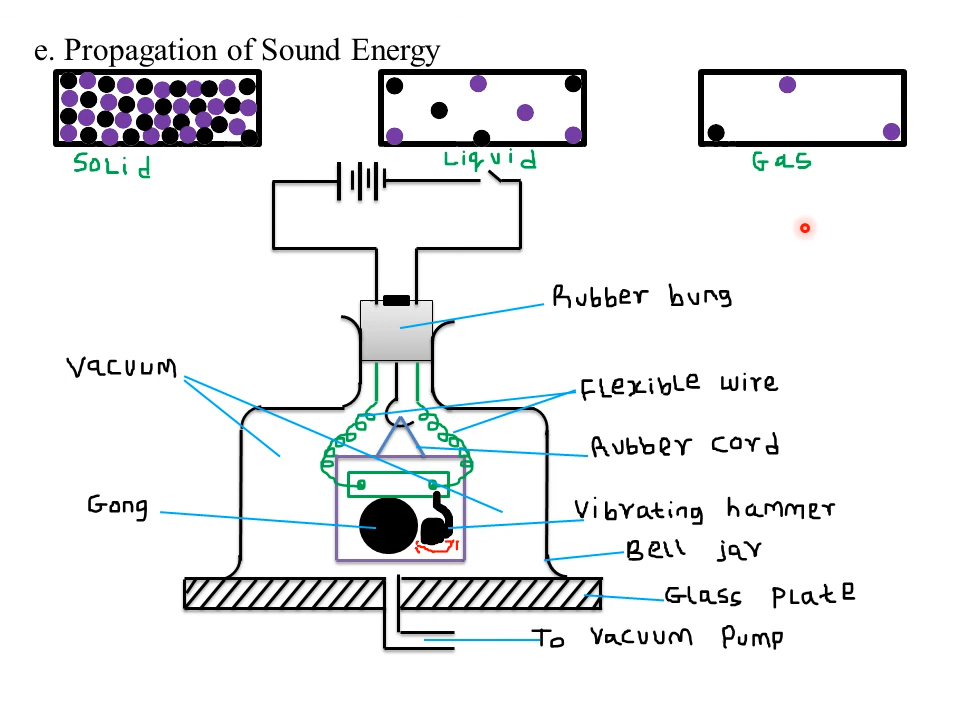 e. Propagation of Sound Energy
Solid
Liquid
Gas
Rubber bung
Vacuum
Flexible wire
Rubber cord
Gong
Vibrating hammer
Bell jar
Glass Plate
To vacuum Pump